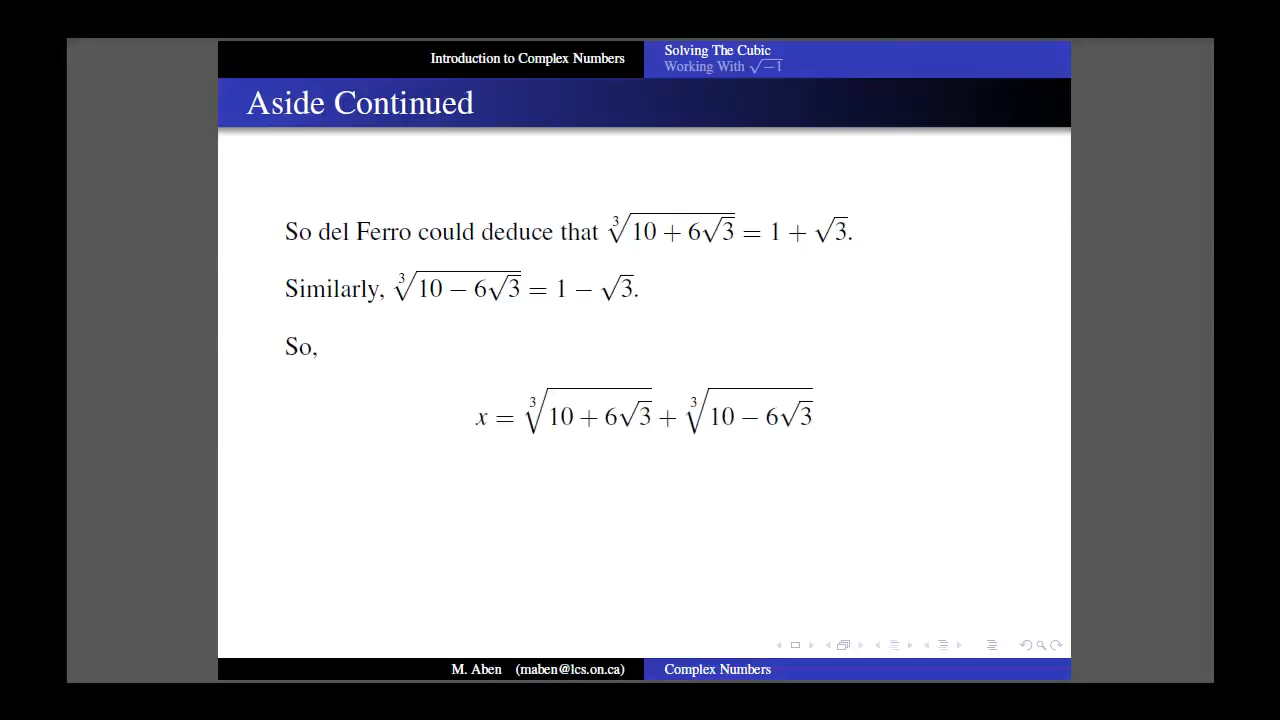 Introduction to Complex Numbers
Solving The Cubic
Working With √−1
Aside Continued
So del Ferro could deduce that ∛(10 + 6√3) = 1 + √3.
Similarly, ∛(10 − 6√3) = 1 − √3.
So,
x = ∛(10 + 6√3) + ∛(10 − 6√3)
M. Aben (maben@lcs.on.ca)
Complex Numbers